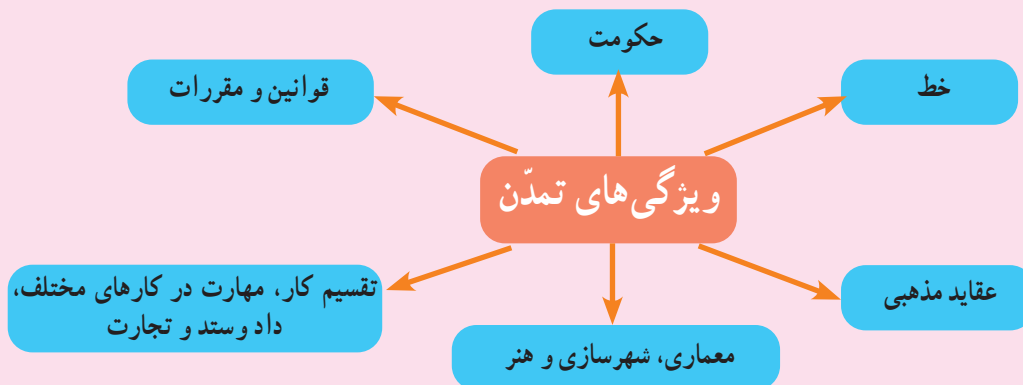 حکومت
خط
قوانین و مقررات
ویژگی‌های تمدّن
عقاید مذهبی
تقسیم کار، مهارت در کارهای مختلف،
داد وستد و تجارت
معماری، شهرسازی و هنر